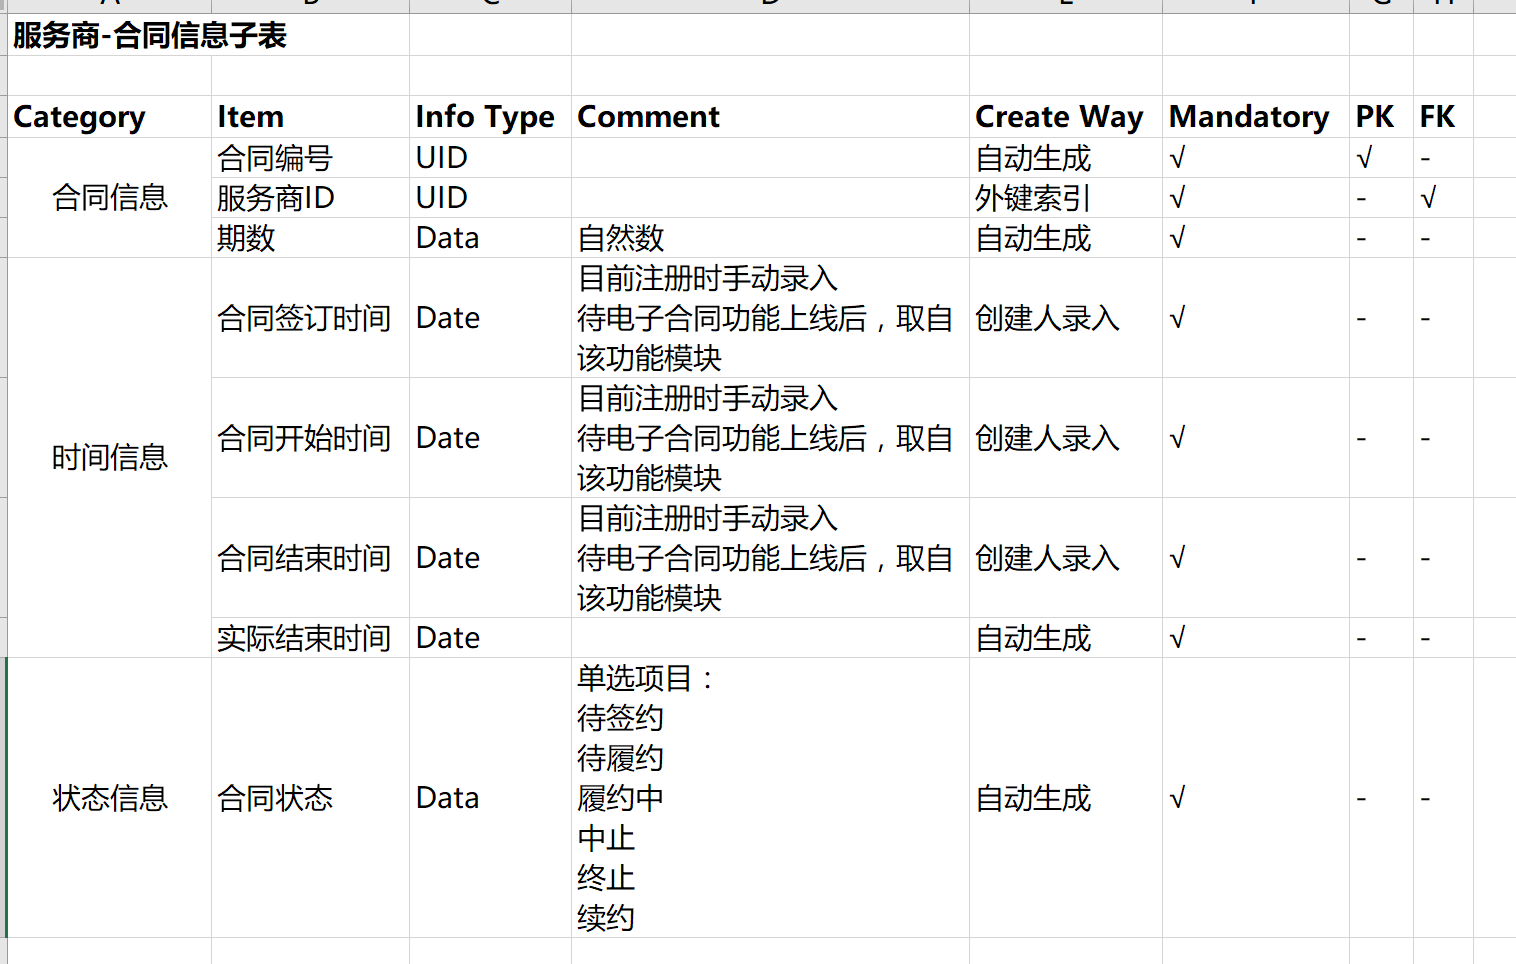 服务商-合同信息子表
Category Item Info Type Comment Create Way Mandatory PK FK
合同信息
合同编号 UID 自动生成 √ √ -
服务商ID UID 外键索引 √ - √
期数 Data 自然数 自动生成 √ - -
时间信息
合同签订时间 Date
目前注册时手动录入
待电子合同功能上线后，取自
该功能模块
创建人录入 √ - -
合同开始时间 Date
目前注册时手动录入
待电子合同功能上线后，取自
该功能模块
创建人录入 √ - -
合同结束时间 Date
目前注册时手动录入
待电子合同功能上线后，取自
该功能模块
创建人录入 √ - -
实际结束时间 Date 自动生成 √ - -
状态信息
合同状态 Data
单选项目：
待签约
待履约
履约中
中止
终止
续约
自动生成 √ - -